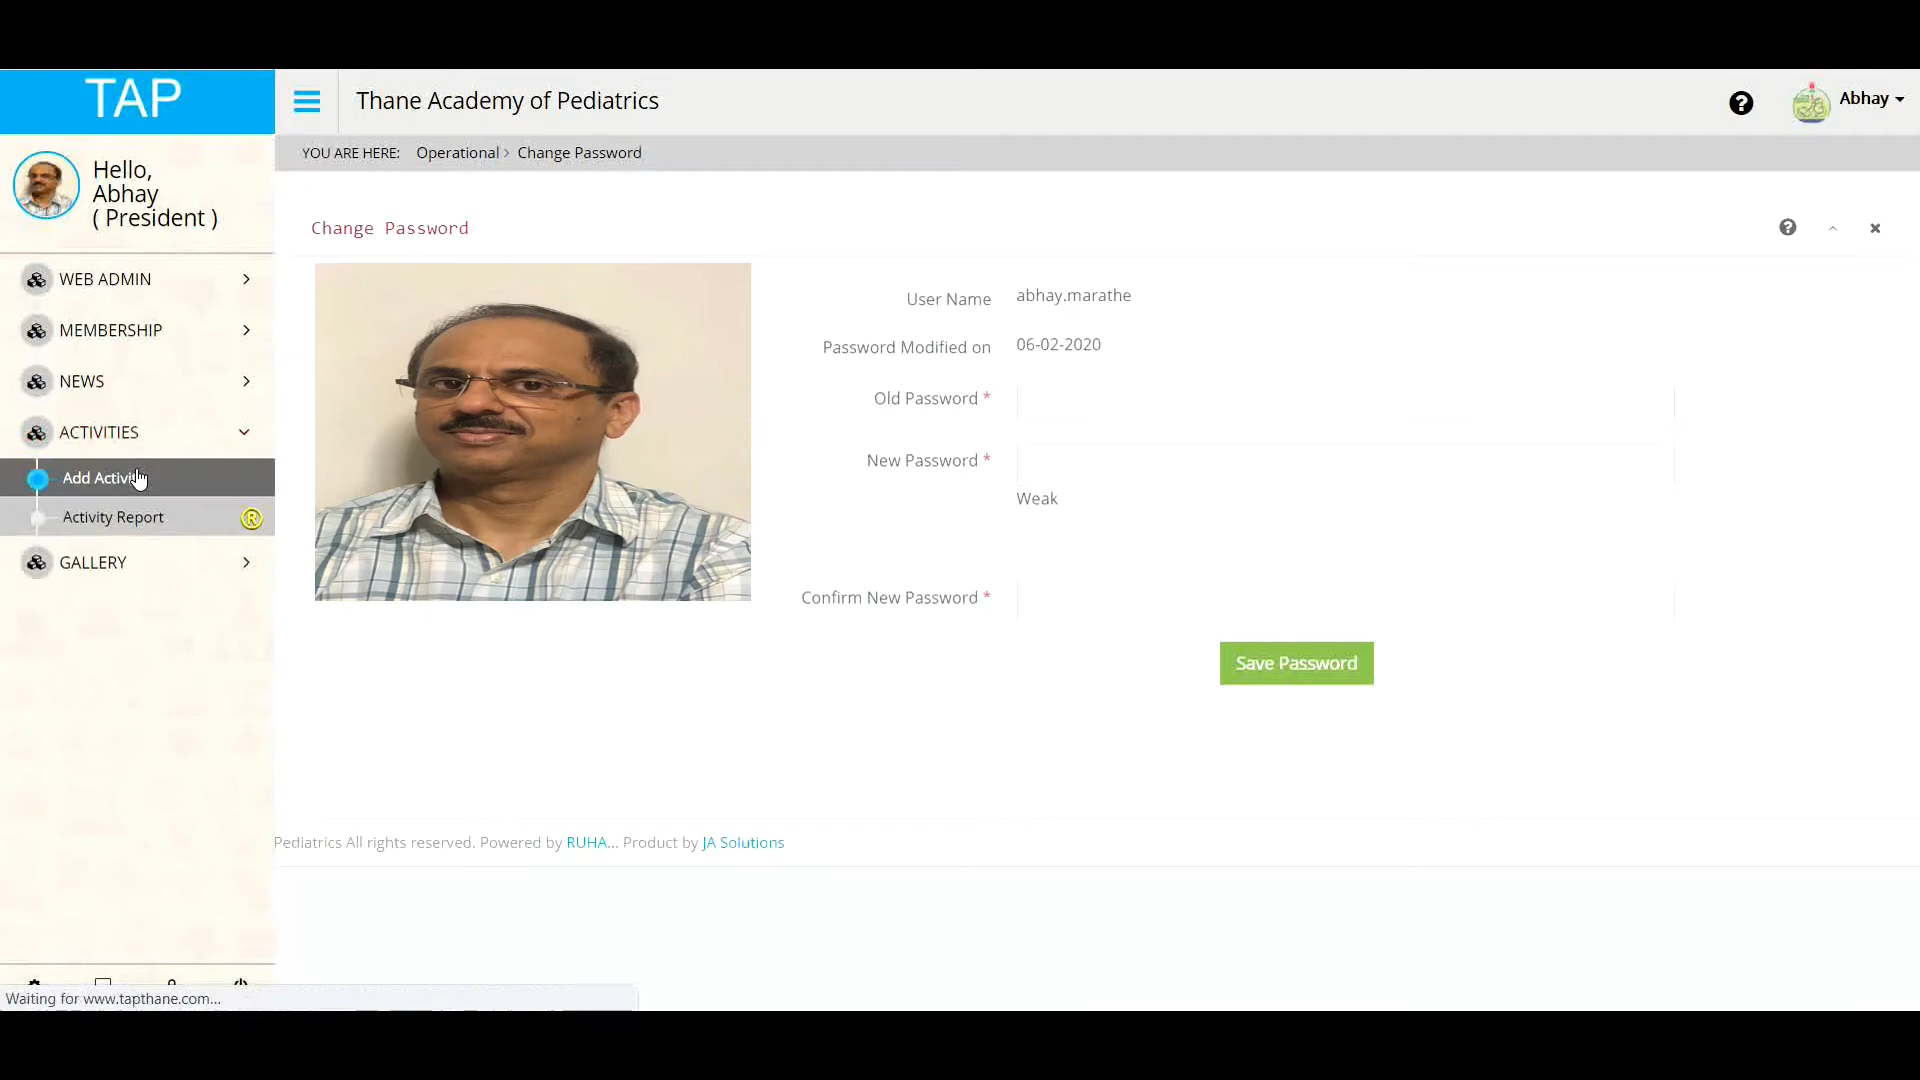 TAP
Thane Academy of Pediatrics
Abhay
YOU ARE HERE: Operational > Change Password
Hello,
Abhay
( President )
WEB ADMIN
MEMBERSHIP
NEWS
ACTIVITIES
Add Activi
Activity Report
R
GALLERY
Change Password
User Name abhay.marathe
Password Modified on 06-02-2020
Old Password *
New Password *
Weak
Confirm New Password *
Save Password
Pediatrics All rights reserved. Powered by RUHA... Product by JA Solutions
Waiting for www.tapthane.com...